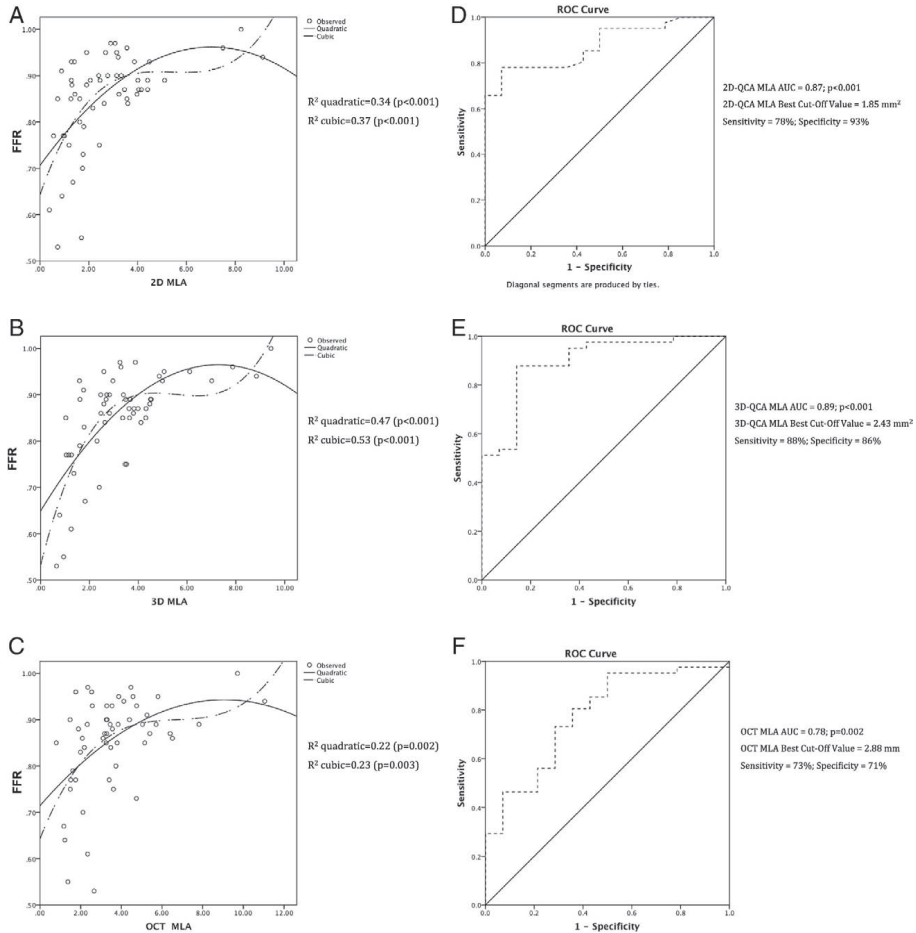 A
Observed
Quadratic
Cubic
1.00
.90
.80
.70
.60
.50
FFR
.00
2.00
4.00
6.00
8.00
10.00
2D MLA
R² quadratic=0.34 (p<0.001)
R² cubic=0.37 (p<0.001)
D
ROC Curve
1.0
0.8
0.6
0.4
0.2
0.0
Sensitivity
0.0
0.2
0.4
0.6
0.8
1.0
1 - Specificity
Diagonal segments are produced by ties.
2D-QCA MLA AUC = 0.87; p<0.001
2D-QCA MLA Best Cut-Off Value = 1.85 mm²
Sensitivity = 78%; Specificity = 93%
B
Observed
Quadratic
Cubic
1.00
.90
.80
.70
.60
.50
FFR
.00
2.00
4.00
6.00
8.00
10.00
3D MLA
R² quadratic=0.47 (p<0.001)
R² cubic=0.53 (p<0.001)
E
ROC Curve
1.0
0.8
0.6
0.4
0.2
0.0
Sensitivity
0.0
0.2
0.4
0.6
0.8
1.0
1 - Specificity
3D-QCA MLA AUC = 0.89; p<0.001
3D-QCA MLA Best Cut-Off Value = 2.43 mm²
Sensitivity = 88%; Specificity = 86%
C
Observed
Quadratic
Cubic
1.00
.90
.80
.70
.60
.50
FFR
.00
2.00
4.00
6.00
8.00
10.00
12.00
OCT MLA
R² quadratic=0.22 (p=0.002)
R² cubic=0.23 (p=0.003)
F
ROC Curve
1.0
0.8
0.6
0.4
0.2
0.0
Sensitivity
0.0
0.2
0.4
0.6
0.8
1.0
1 - Specificity
OCT MLA AUC = 0.78; p=0.002
OCT MLA Best Cut-Off Value = 2.88 mm
Sensitivity = 73%; Specificity = 71%